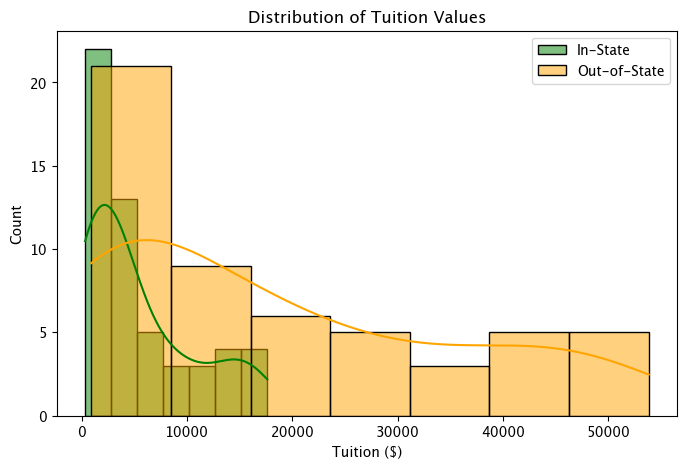 Distribution of Tuition Values
In-State
Out-of-State
Count
20
15
10
5
0
0
10000
20000
30000
40000
50000
Tuition ($)